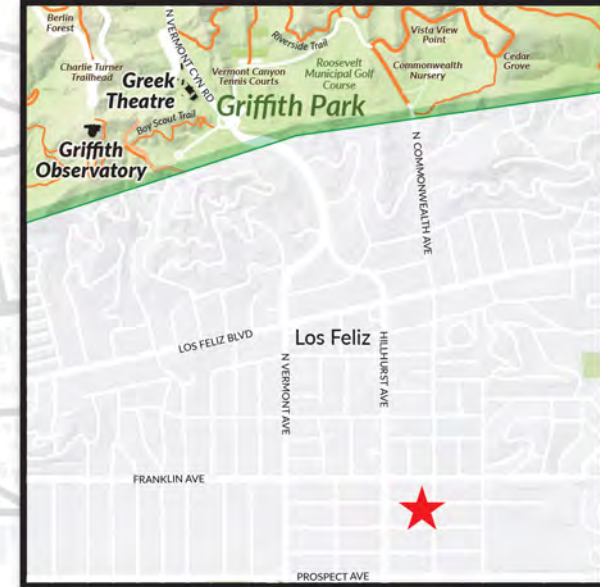 Berlin
Forest
Charlie Turner
Trailhead
Greek
Theatre
N VERMONT CYN RD
Vermont Canyon
Tennis Courts
Riverside Trail
Roosevelt
Municipal Golf
Course
Vista View
Point
Commonwealth
Nursery
Cedar
Grove
Griffith Park
Boy Scout Trail
Griffith
Observatory
N COMMONWEALTH AVE
LOS FELIZ BLVD
Los Feliz
HILLHURST AVE
N VERMONT AVE
FRANKLIN AVE
PROSPECT AVE